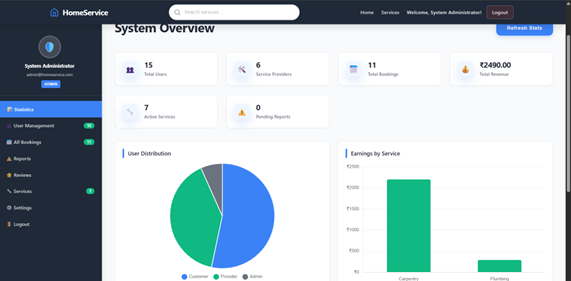 HomeService
Search services
Home
Services
Welcome, System Administrator!
Logout
System Administrator
admin@homeservice.com
ADMIN
Statistics
User Management
15
All Bookings
11
Reports
Reviews
Services
7
Settings
Logout
System Overview
Refresh Stats
15
Total Users
6
Service Providers
11
Total Bookings
₹2490.00
Total Revenue
7
Active Services
0
Pending Reports
User Distribution
Customer
Provider
Admin
Earnings by Service
₹2500
₹2000
₹1500
₹1000
₹500
₹0
Carpentry
Plumbing